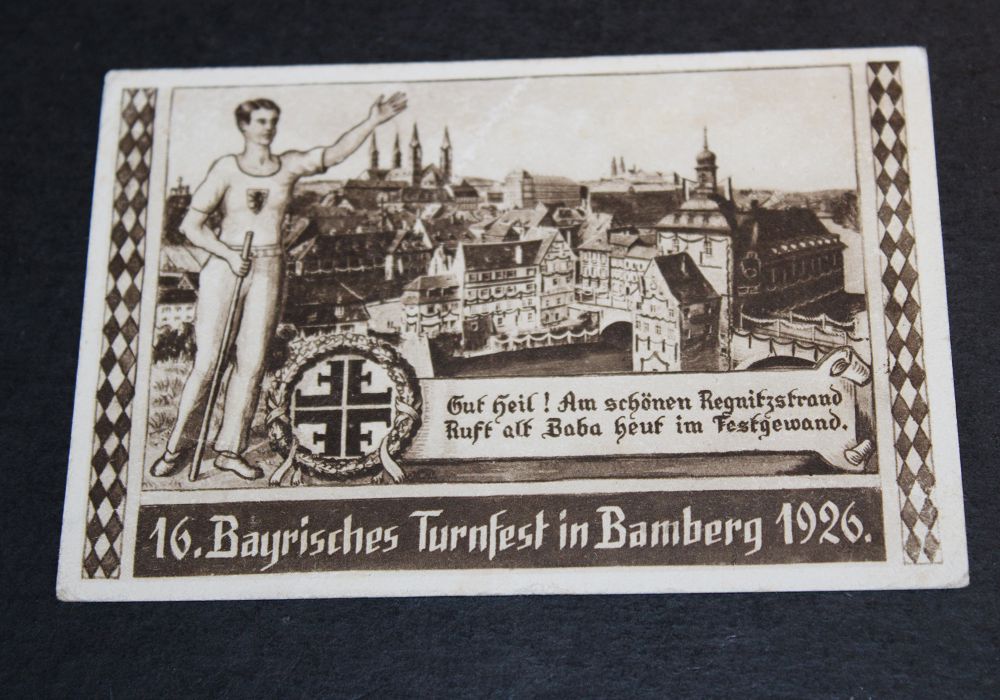 Gut Heil! Am schönen Regnitzstrand
Ruft alt Baba heut im Festgewand.
16. Bayrisches Turnfest in Bamberg 1926.